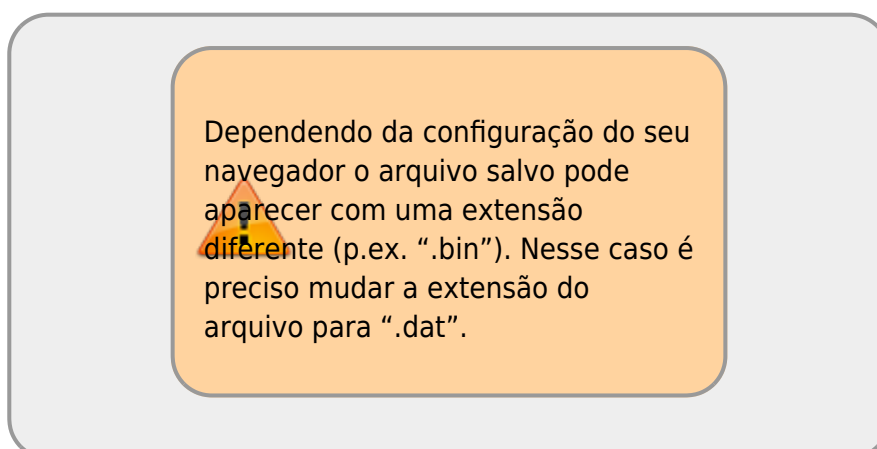 Dependendo da configuração do seu
navegador o arquivo salvo pode
aparecer com uma extensão
diferente (p.ex. “.bin”). Nesse caso é
preciso mudar a extensão do
arquivo para “.dat”.